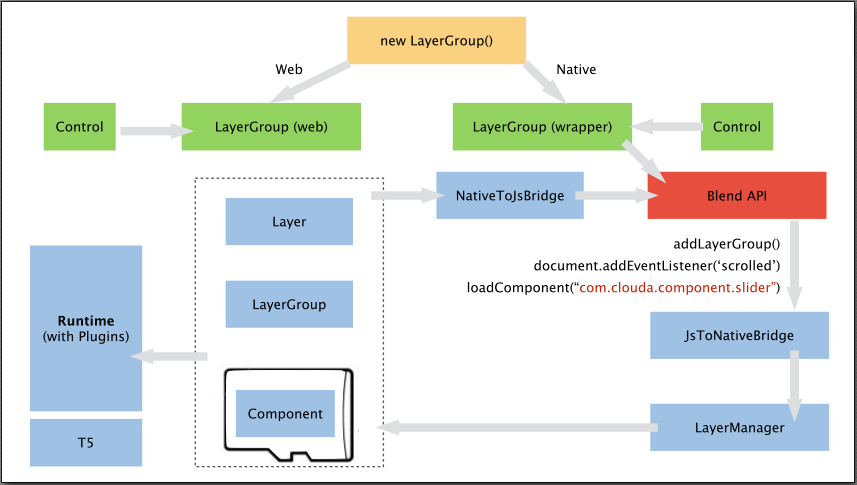 new LayerGroup()
Web
Native
Control
LayerGroup (web)
LayerGroup (wrapper)
Control
NativeToJsBridge
Blend API
Layer
addLayerGroup()
document.addEventListener(‘scrolled’)
loadComponent(“com.clouda.component.slider”)
LayerGroup
Runtime
(with Plugins)
JsToNativeBridge
Component
LayerManager
T5